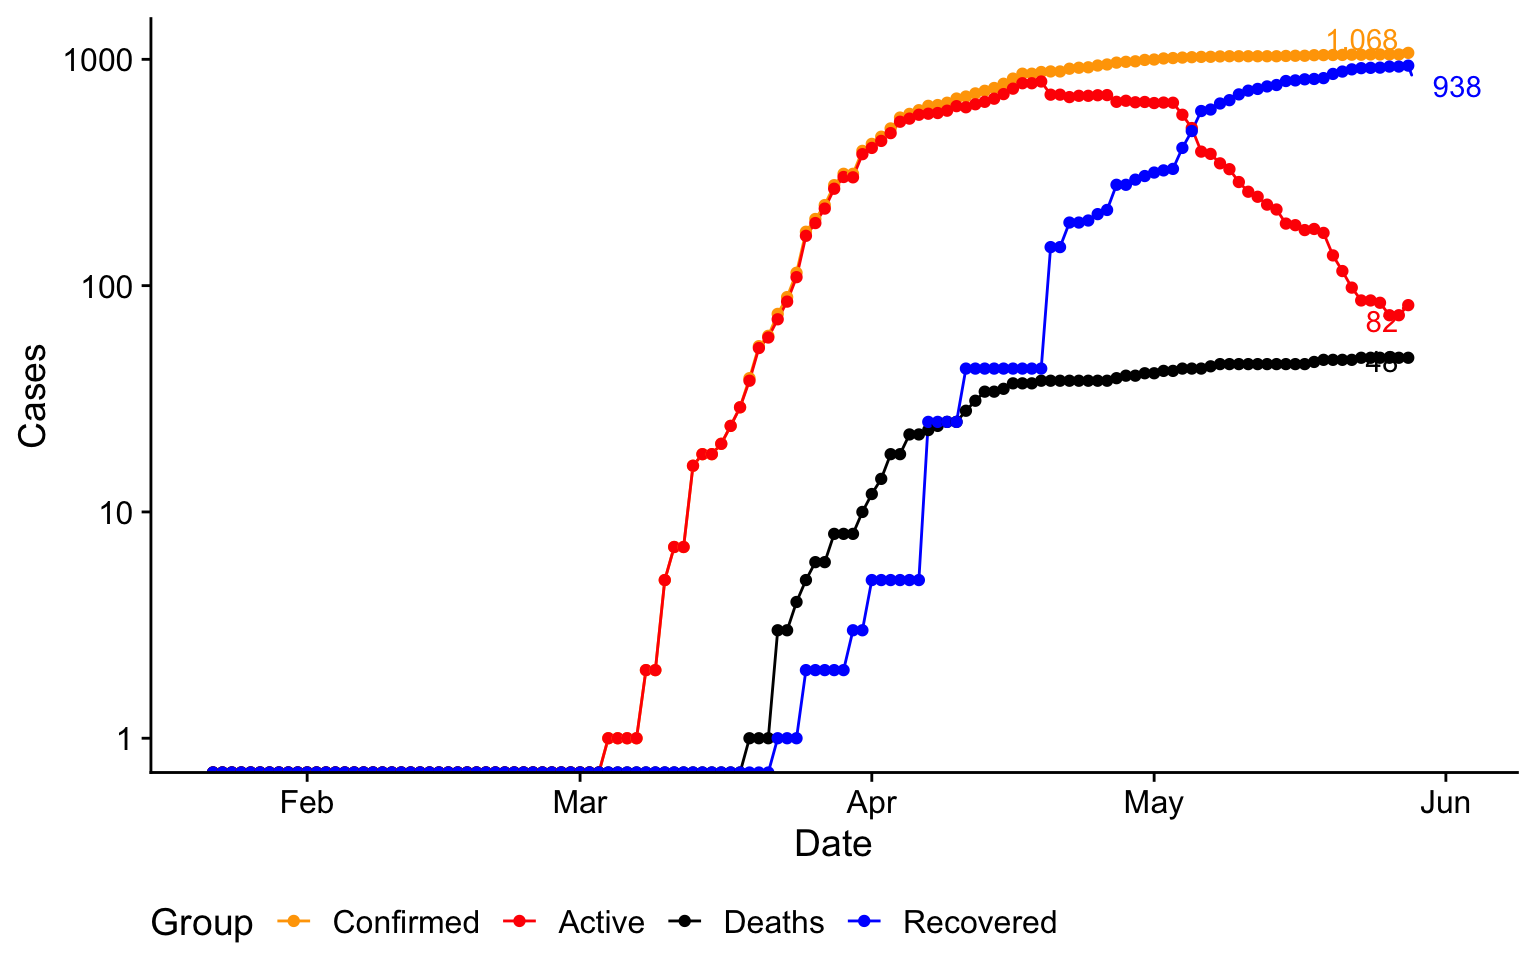 1000
100
10
1
Cases
1,068
938
82
48
Feb Mar Apr May Jun
Date
Group Confirmed Active Deaths Recovered